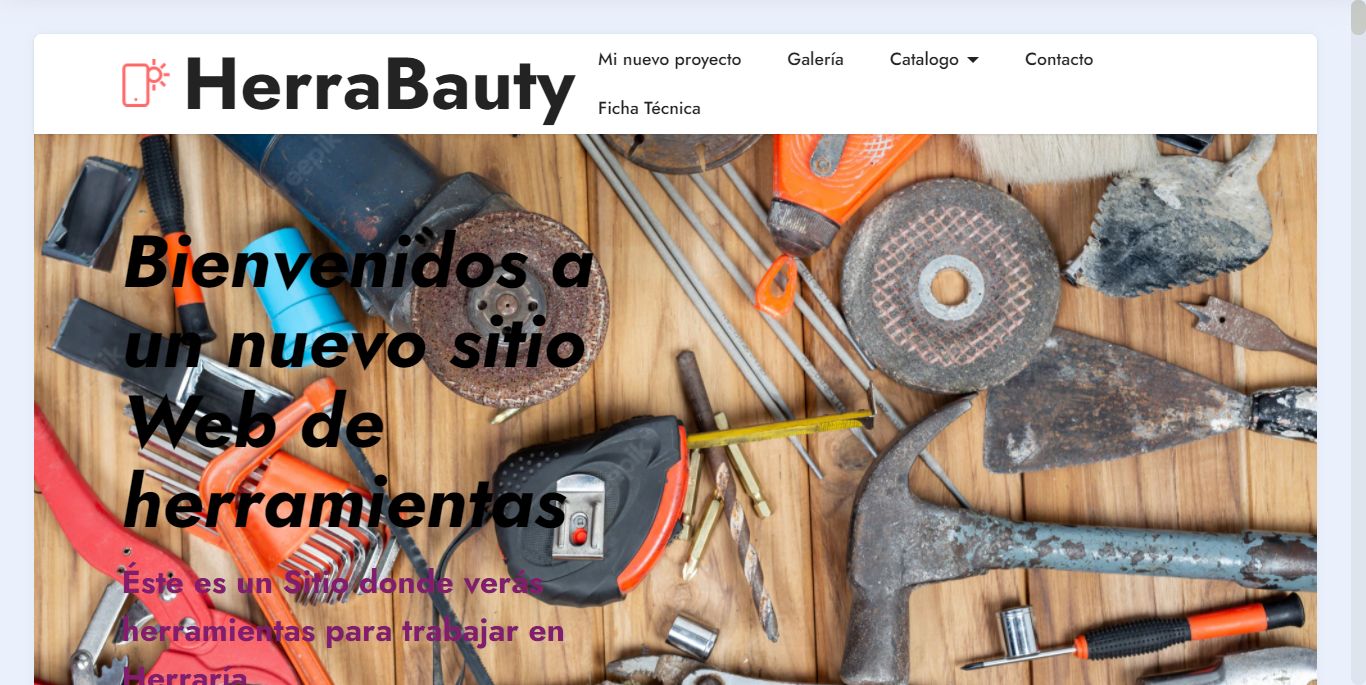 HerraBauty
Mi nuevo proyecto
Galería
Catalogo
Contacto
Ficha Técnica
Bienvenidos a
un nuevo sitio
Web de
herramientas
Éste es un Sitio donde verás
herramientas para trabajar en
Herraría